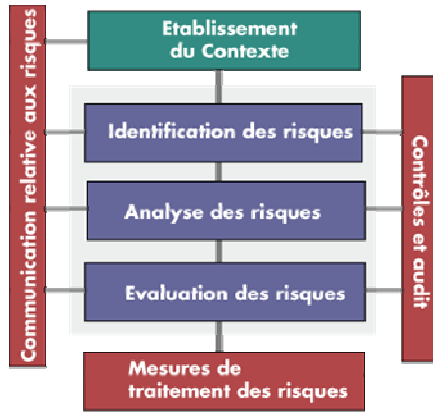 Communication relative aux risques
Etablissement
du Contexte
Identification des risques
Analyse des risques
Evaluation des risques
Mesures de
traitement des risques
Contrôles et audit